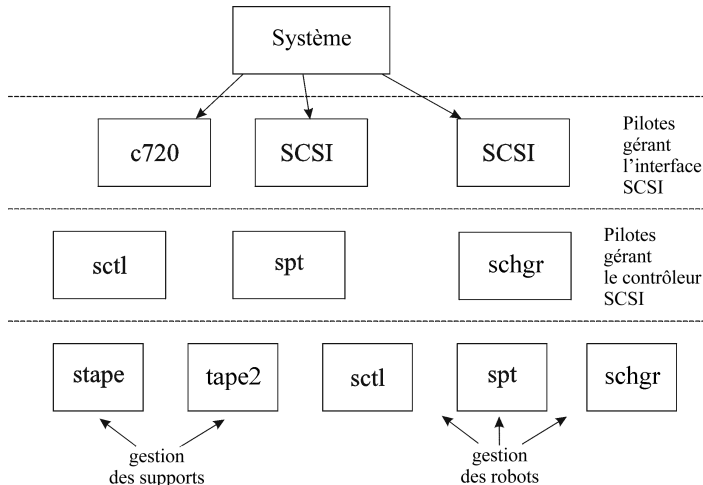 Système
c720
SCSI
SCSI
Pilotes
gérant
l'interface
SCSI
sctl
spt
schgr
Pilotes
gérant
le contrôleur
SCSI
stape
tape2
sctl
spt
schgr
gestion
des supports
gestion
des robots